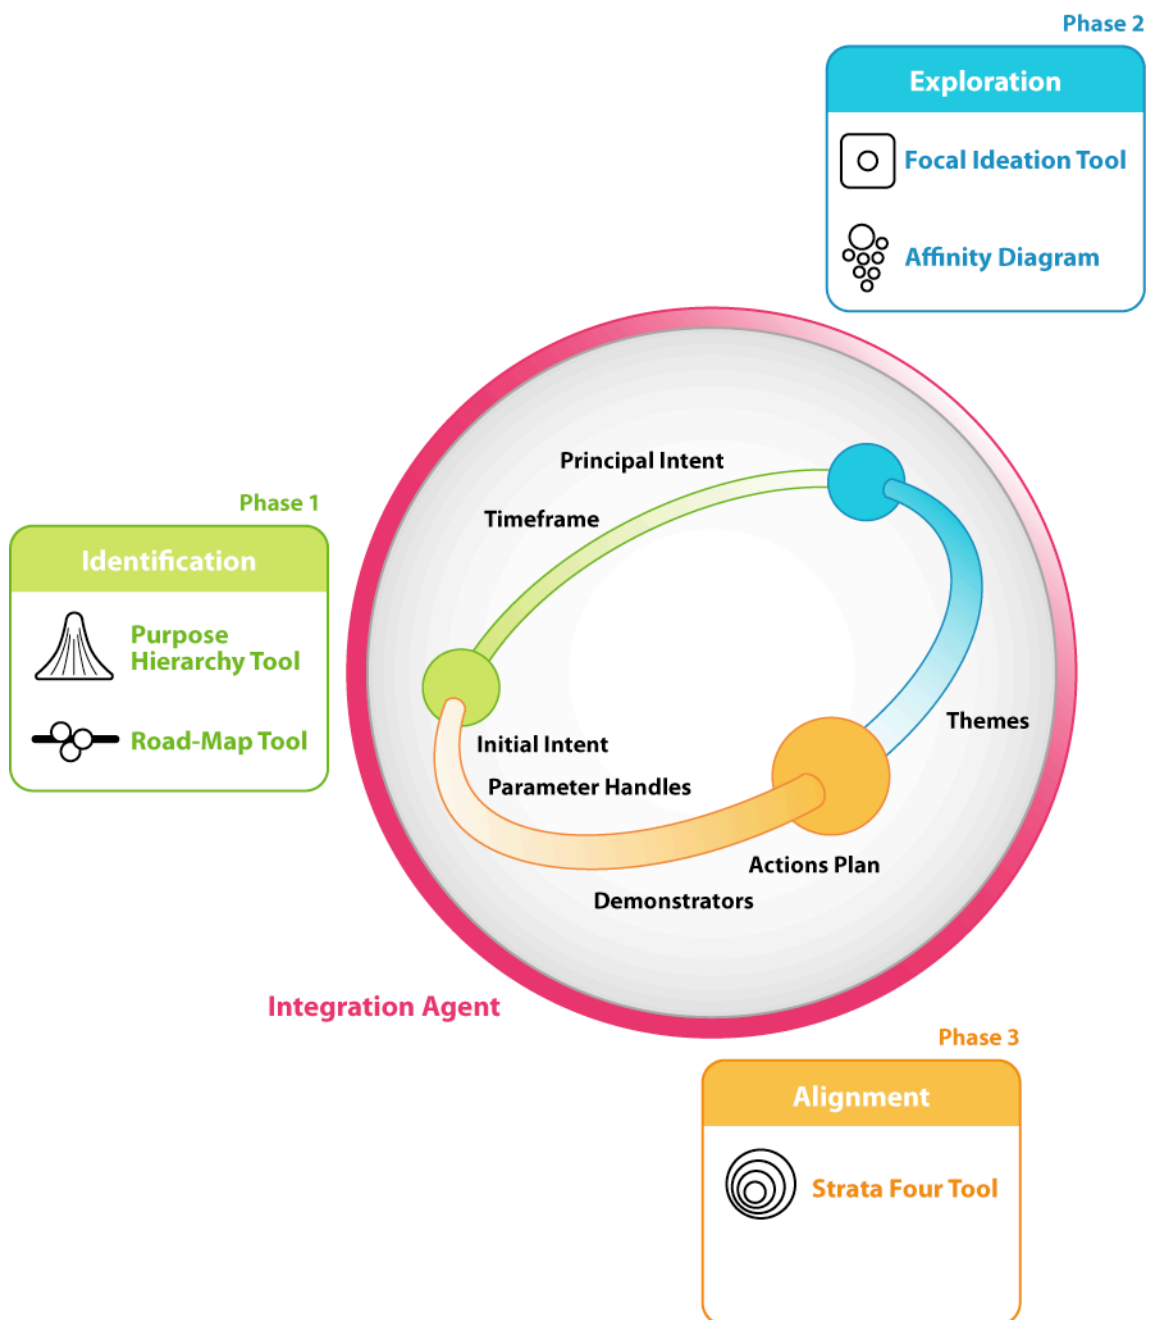 Phase 2
Exploration
Focal Ideation Tool
Affinity Diagram
Principal Intent
Timeframe
Phase 1
Identification
Purpose
Hierarchy Tool
Road-Map Tool
Initial Intent
Parameter Handles
Themes
Actions Plan
Demonstrators
Integration Agent
Phase 3
Alignment
Strata Four Tool